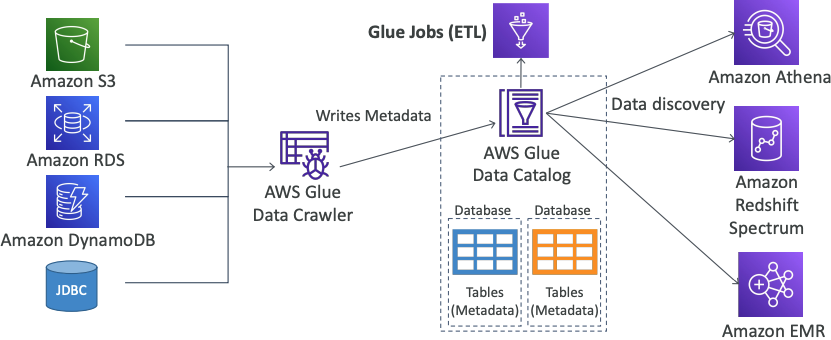 Glue Jobs (ETL)
Amazon S3
Amazon RDS
Amazon DynamoDB
JDBC
AWS Glue
Data Crawler
Writes Metadata
AWS Glue
Data Catalog
Database
Tables
(Metadata)
Database
Tables
(Metadata)
Data discovery
Amazon Athena
Amazon
Redshift
Spectrum
Amazon EMR